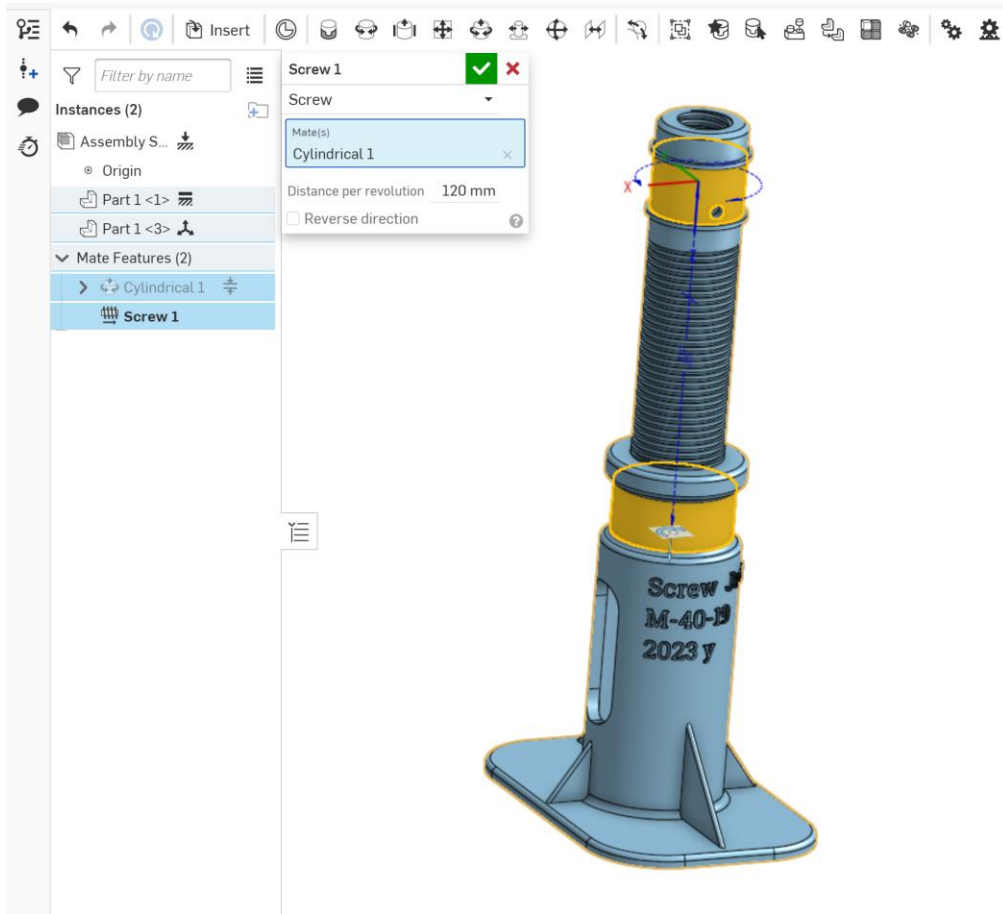 Insert
Filter by name
Instances (2)
Assembly S...
Origin
Part 1 <1>
Part 1 <3>
Mate Features (2)
Cylindrical 1
Screw 1
Screw 1
Screw
Mate(s)
Cylindrical 1
Distance per revolution 120 mm
Reverse direction
X
Screw
M-40-19
2023 y